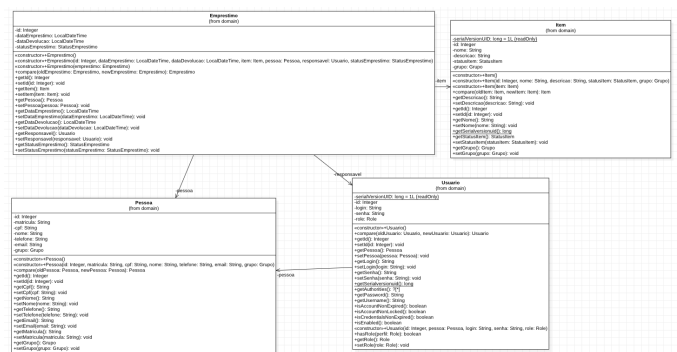 Emprestimo
(from domain)
-id: Integer
-dataEmprestimo: LocalDateTime
-dataDevolucao: LocalDateTime
-statusEmprestimo: StatusEmprestimo
«constructor»+Emprestimo()
«constructor»+Emprestimo(id: Integer, dataEmprestimo: LocalDateTime, dataDevolucao: LocalDateTime, item: Item, pessoa: Pessoa, responsavel: Usuario, statusEmprestimo: StatusEmprestimo)
«constructor»+Emprestimo(emprestimo: Emprestimo)
+compare(oldEmprestimo: Emprestimo, newEmprestimo: Emprestimo): Emprestimo
+getId(): Integer
+setId(id: Integer): void
+getItem(): Item
+setItem(item: Item): void
+getPessoa(): Pessoa
+setPessoa(pessoa: Pessoa): void
+getDataEmprestimo(): LocalDateTime
+setDataEmprestimo(dataEmprestimo: LocalDateTime): void
+getDataDevolucao(): LocalDateTime
+setDataDevolucao(dataDevolucao: LocalDateTime): void
+getResponsavel(): Usuario
+setResponsavel(responsavel: Usuario): void
+getStatusEmprestimo(): StatusEmprestimo
+setStatusEmprestimo(statusEmprestimo: StatusEmprestimo): void
-item
Item
(from domain)
-serialVersionUID: long = 1L {readOnly}
-id: Integer
-nome: String
-descricao: String
-statusItem: StatusItem
-grupo: Grupo
«constructor»+Item()
«constructor»+Item(id: Integer, nome: String, descricao: String, statusItem: StatusItem, grupo: Grupo)
«constructor»+Item(item: Item)
+compare(oldItem: Item, newItem: Item): Item
+getDescricao(): String
+setDescricao(descricao: String): void
+getId(): Integer
+setId(id: Integer): void
+getNome(): String
+setNome(nome: String): void
+getSerialversionuid(): long
+getStatusItem(): StatusItem
+setStatusItem(statusItem: StatusItem): void
+getGrupo(): Grupo
+setGrupo(grupo: Grupo): void
-pessoa
-responsavel
Pessoa
(from domain)
-id: Integer
-matricula: String
-cpf: String
-nome: String
-telefone: String
-email: String
-grupo: Grupo
«constructor»+Pessoa()
«constructor»+Pessoa(id: Integer, matricula: String, cpf: String, nome: String, telefone: String, email: String, grupo: Grupo)
+compare(oldPessoa: Pessoa, newPessoa: Pessoa): Pessoa
+getId(): Integer
+setId(id: Integer): void
+getCpf(): String
+setCpf(cpf: String): void
+getNome(): String
+setNome(nome: String): void
+getTelefone(): String
+setTelefone(telefone: String): void
+getEmail(): String
+setEmail(email: String): void
+getMatricula(): String
+setMatricula(matricula: String): void
+getGrupo(): Grupo
+setGrupo(grupo: Grupo): void
-pessoa
Usuario
(from domain)
-serialVersionUID: long = 1L {readOnly}
-id: Integer
-login: String
-senha: String
-role: Role
«constructor»+Usuario()
+compare(oldUsuario: Usuario, newUsuario: Usuario): Usuario
+getId(): Integer
+setId(id: Integer): void
+getPessoa(): Pessoa
+setPessoa(pessoa: Pessoa): void
+getLogin(): String
+setLogin(login: String): void
+getSenha(): String
+setSenha(senha: String): void
+getSerialversionuid(): long
+getAuthorities(): ?[*]
+getPassword(): String
+getUsername(): String
+isAccountNonExpired(): boolean
+isAccountNonLocked(): boolean
+isCredentialsNonExpired(): boolean
+isEnabled(): boolean
«constructor»+Usuario(id: Integer, pessoa: Pessoa, login: String, senha: String, role: Role)
+hasRole(perfil: Role): boolean
+getRole(): Role
+setRole(role: Role): void